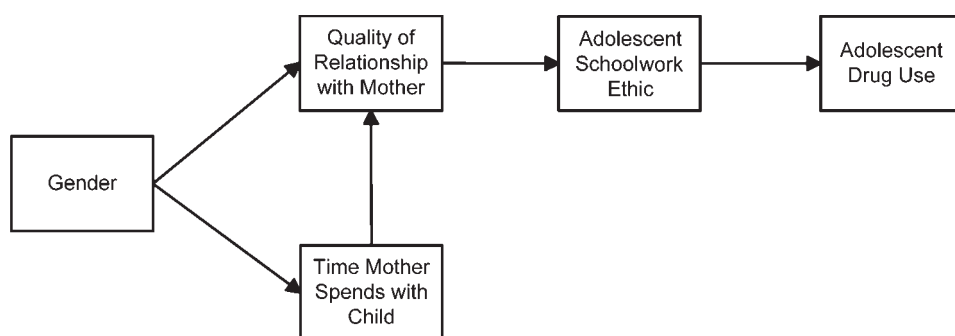 Quality of
Relationship
with Mother
Adolescent
Schoolwork
Ethic
Adolescent
Drug Use
Gender
Time Mother
Spends with
Child